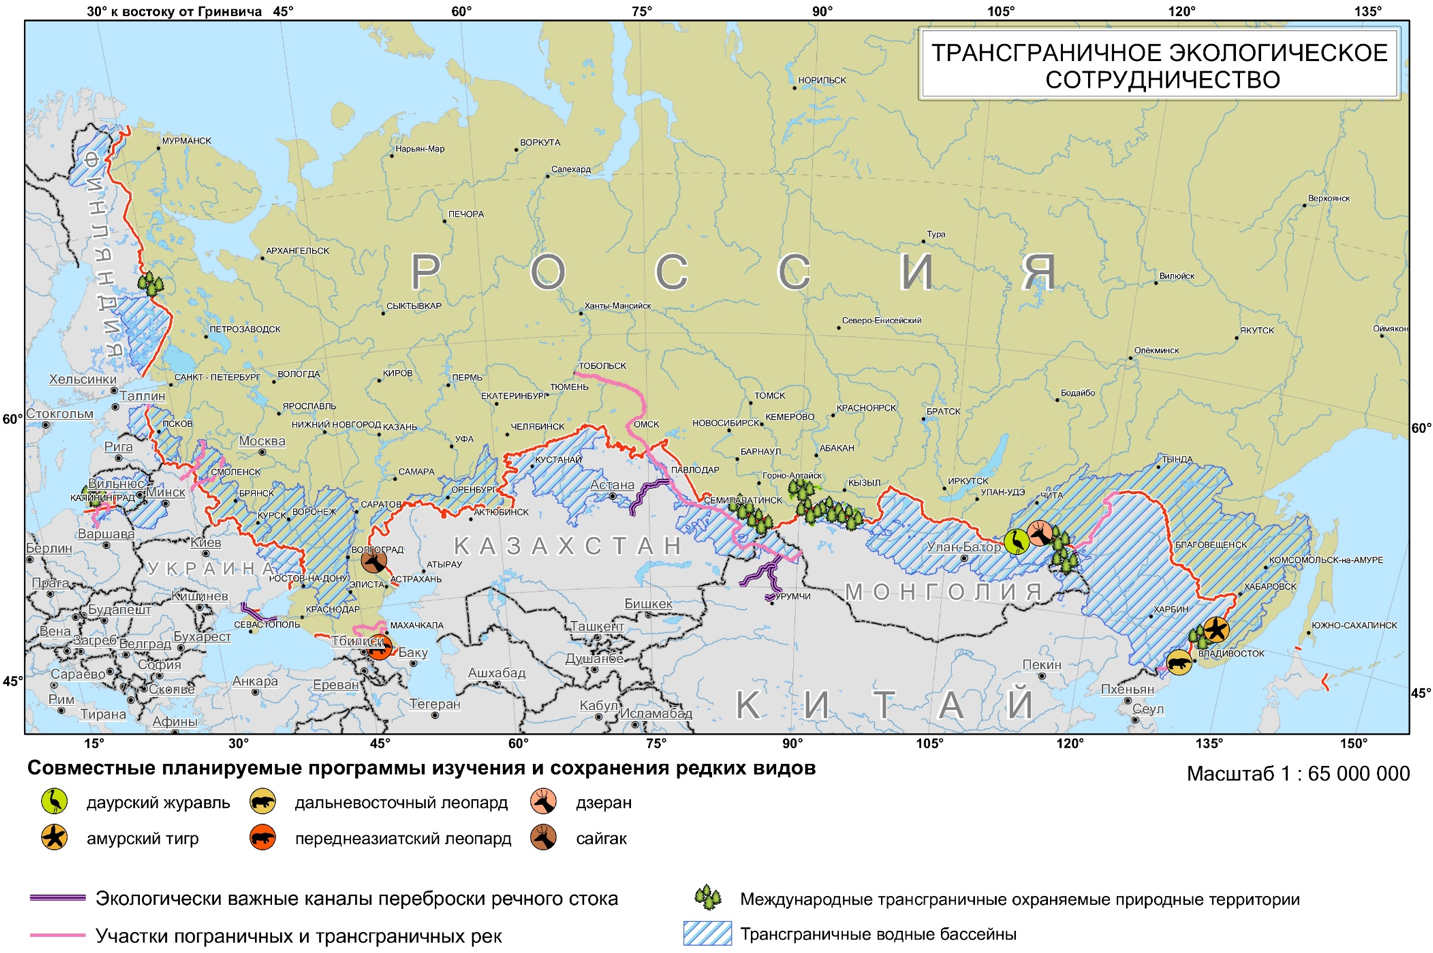 30° к востоку от Гринвича 45° 60° 75° 90° 105° 120° 135°
ТРАНСГРАНИЧНОЕ ЭКОЛОГИЧЕСКОЕ
СОТРУДНИЧЕСТВО
НОРИЛЬСК
МУРМАНСК
Нарьян-Мар
ВОРКУТА
Салехард
ФИНЛЯНДИЯ
ПЕЧОРА
Верхоянск
АРХАНГЕЛЬСК
Тура
РОССИЯ
Вилюйск
СЫКТЫВКАР
Ханты-Мансийск
Северо-Енисейский
ПЕТРОЗАВОДСК
ЯКУТСК
Оймякон
Олёкминск
Хельсинки
САНКТ - ПЕТЕРБУРГ
ВОЛОГДА
КИРОВ
ПЕРМЬ
ТОБОЛЬСК
ТЮМЕНЬ
Таллин
ЕКАТЕРИНБУРГ
ТОМСК
Бодайбо
Стокгольм
ЯРОСЛАВЛЬ
КРАСНОЯРСК
БРАТСК
60°
ПСКОВ
НИЖНИЙ НОВГОРОД
КАЗАНЬ
ЧЕЛЯБИНСК
ОМСК
НОВОСИБИРСК
КЕМЕРОВО
60°
Рига
Москва
УФА
БАРНАУЛ
АБАКАН
СМОЛЕНСК
САМАРА
КУСТАНАЙ
ПАВЛОДАР
Горно-Алтайск
КЫЗЫЛ
ИРКУТСК
ТЫНДА
Вильнюс
КАЛИНИНГРАД
Минск
БРЯНСК
ОРЕНБУРГ
Астана
УЛАН-УДЭ
ЧИТА
САРАТОВ
СЕМИПАЛАТИНСК
Варшава
КУРСК
ВОРОНЕЖ
АКТЮБИНСК
Берлин
Киев
ВОЛГОГРАД
КАЗАХСТАН
Улан-Батор
БЛАГОВЕЩЕНСК
УКРАИНА
АТЫРАУ
КОМСОМОЛЬСК-на-АМУРЕ
Прага
РОСТОВ-НА-ДОНУ
ЭЛИСТА
АСТРАХАНЬ
ХАБАРОВСК
Кишинев
Бишкек
УРУМЧИ
МОНГОЛИЯ
Будапешт
КРАСНОДАР
ХАРБИН
Вена
Загреб
Белград
Бухарест
СЕВАСТОПОЛЬ
МАХАЧКАЛА
Ташкент
ЮЖНО-САХАЛИНСК
Тбилиси
Баку
Душанбе
ВЛАДИВОСТОК
Сараево
София
Анкара
Ереван
Ашхабад
Пекин
45°
Скопье
Пхеньян
45°
Рим
Тирана
Афины
Тегеран
Кабул
Исламабад
КИТАЙ
Сеул
15° 30° 45° 60° 75° 90° 105° 120° 135° 150°
Совместные планируемые программы изучения и сохранения редких видов
Масштаб 1 : 65 000 000
даурский журавль
дальневосточный леопард
дзеран
амурский тигр
переднеазиатский леопард
сайгак
Экологически важные каналы переброски речного стока
Международные трансграничные охраняемые природные территории
Участки пограничных и трансграничных рек
Трансграничные водные бассейны